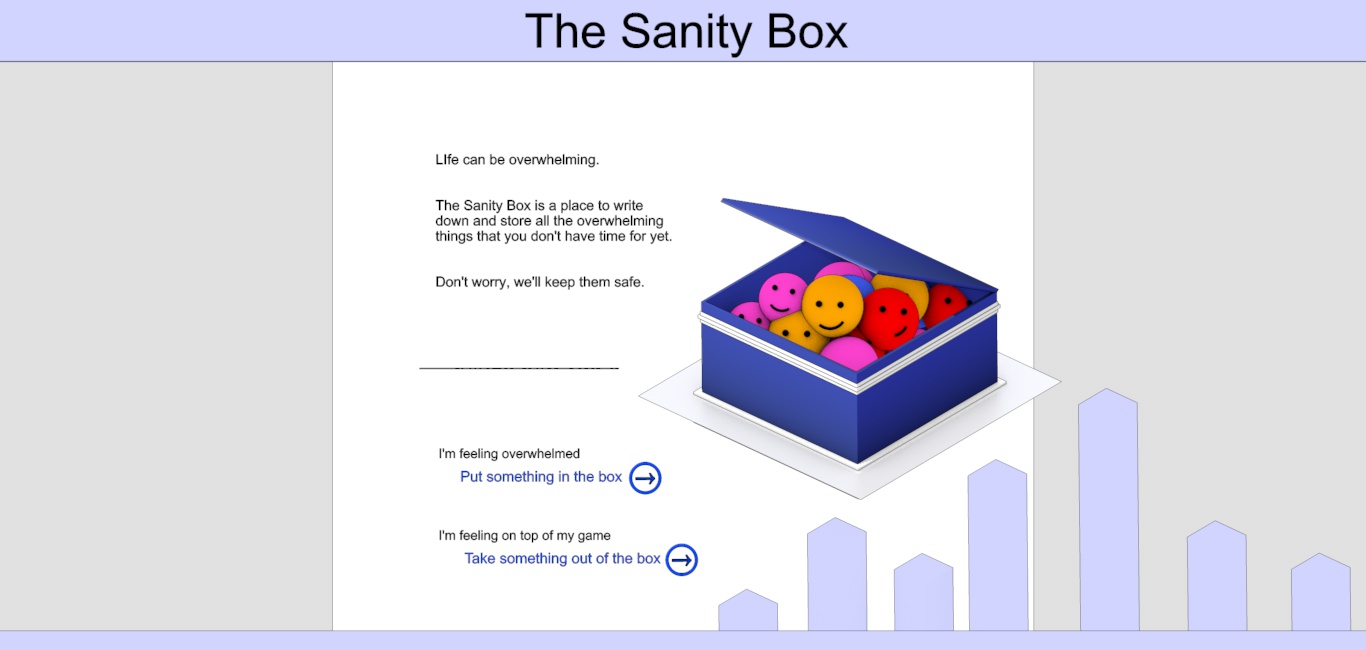 The Sanity Box
LIfe can be overwhelming.
The Sanity Box is a place to write
down and store all the overwhelming
things that you don't have time for yet.
Don't worry, we'll keep them safe.
I'm feeling overwhelmed
Put something in the box
I'm feeling on top of my game
Take something out of the box